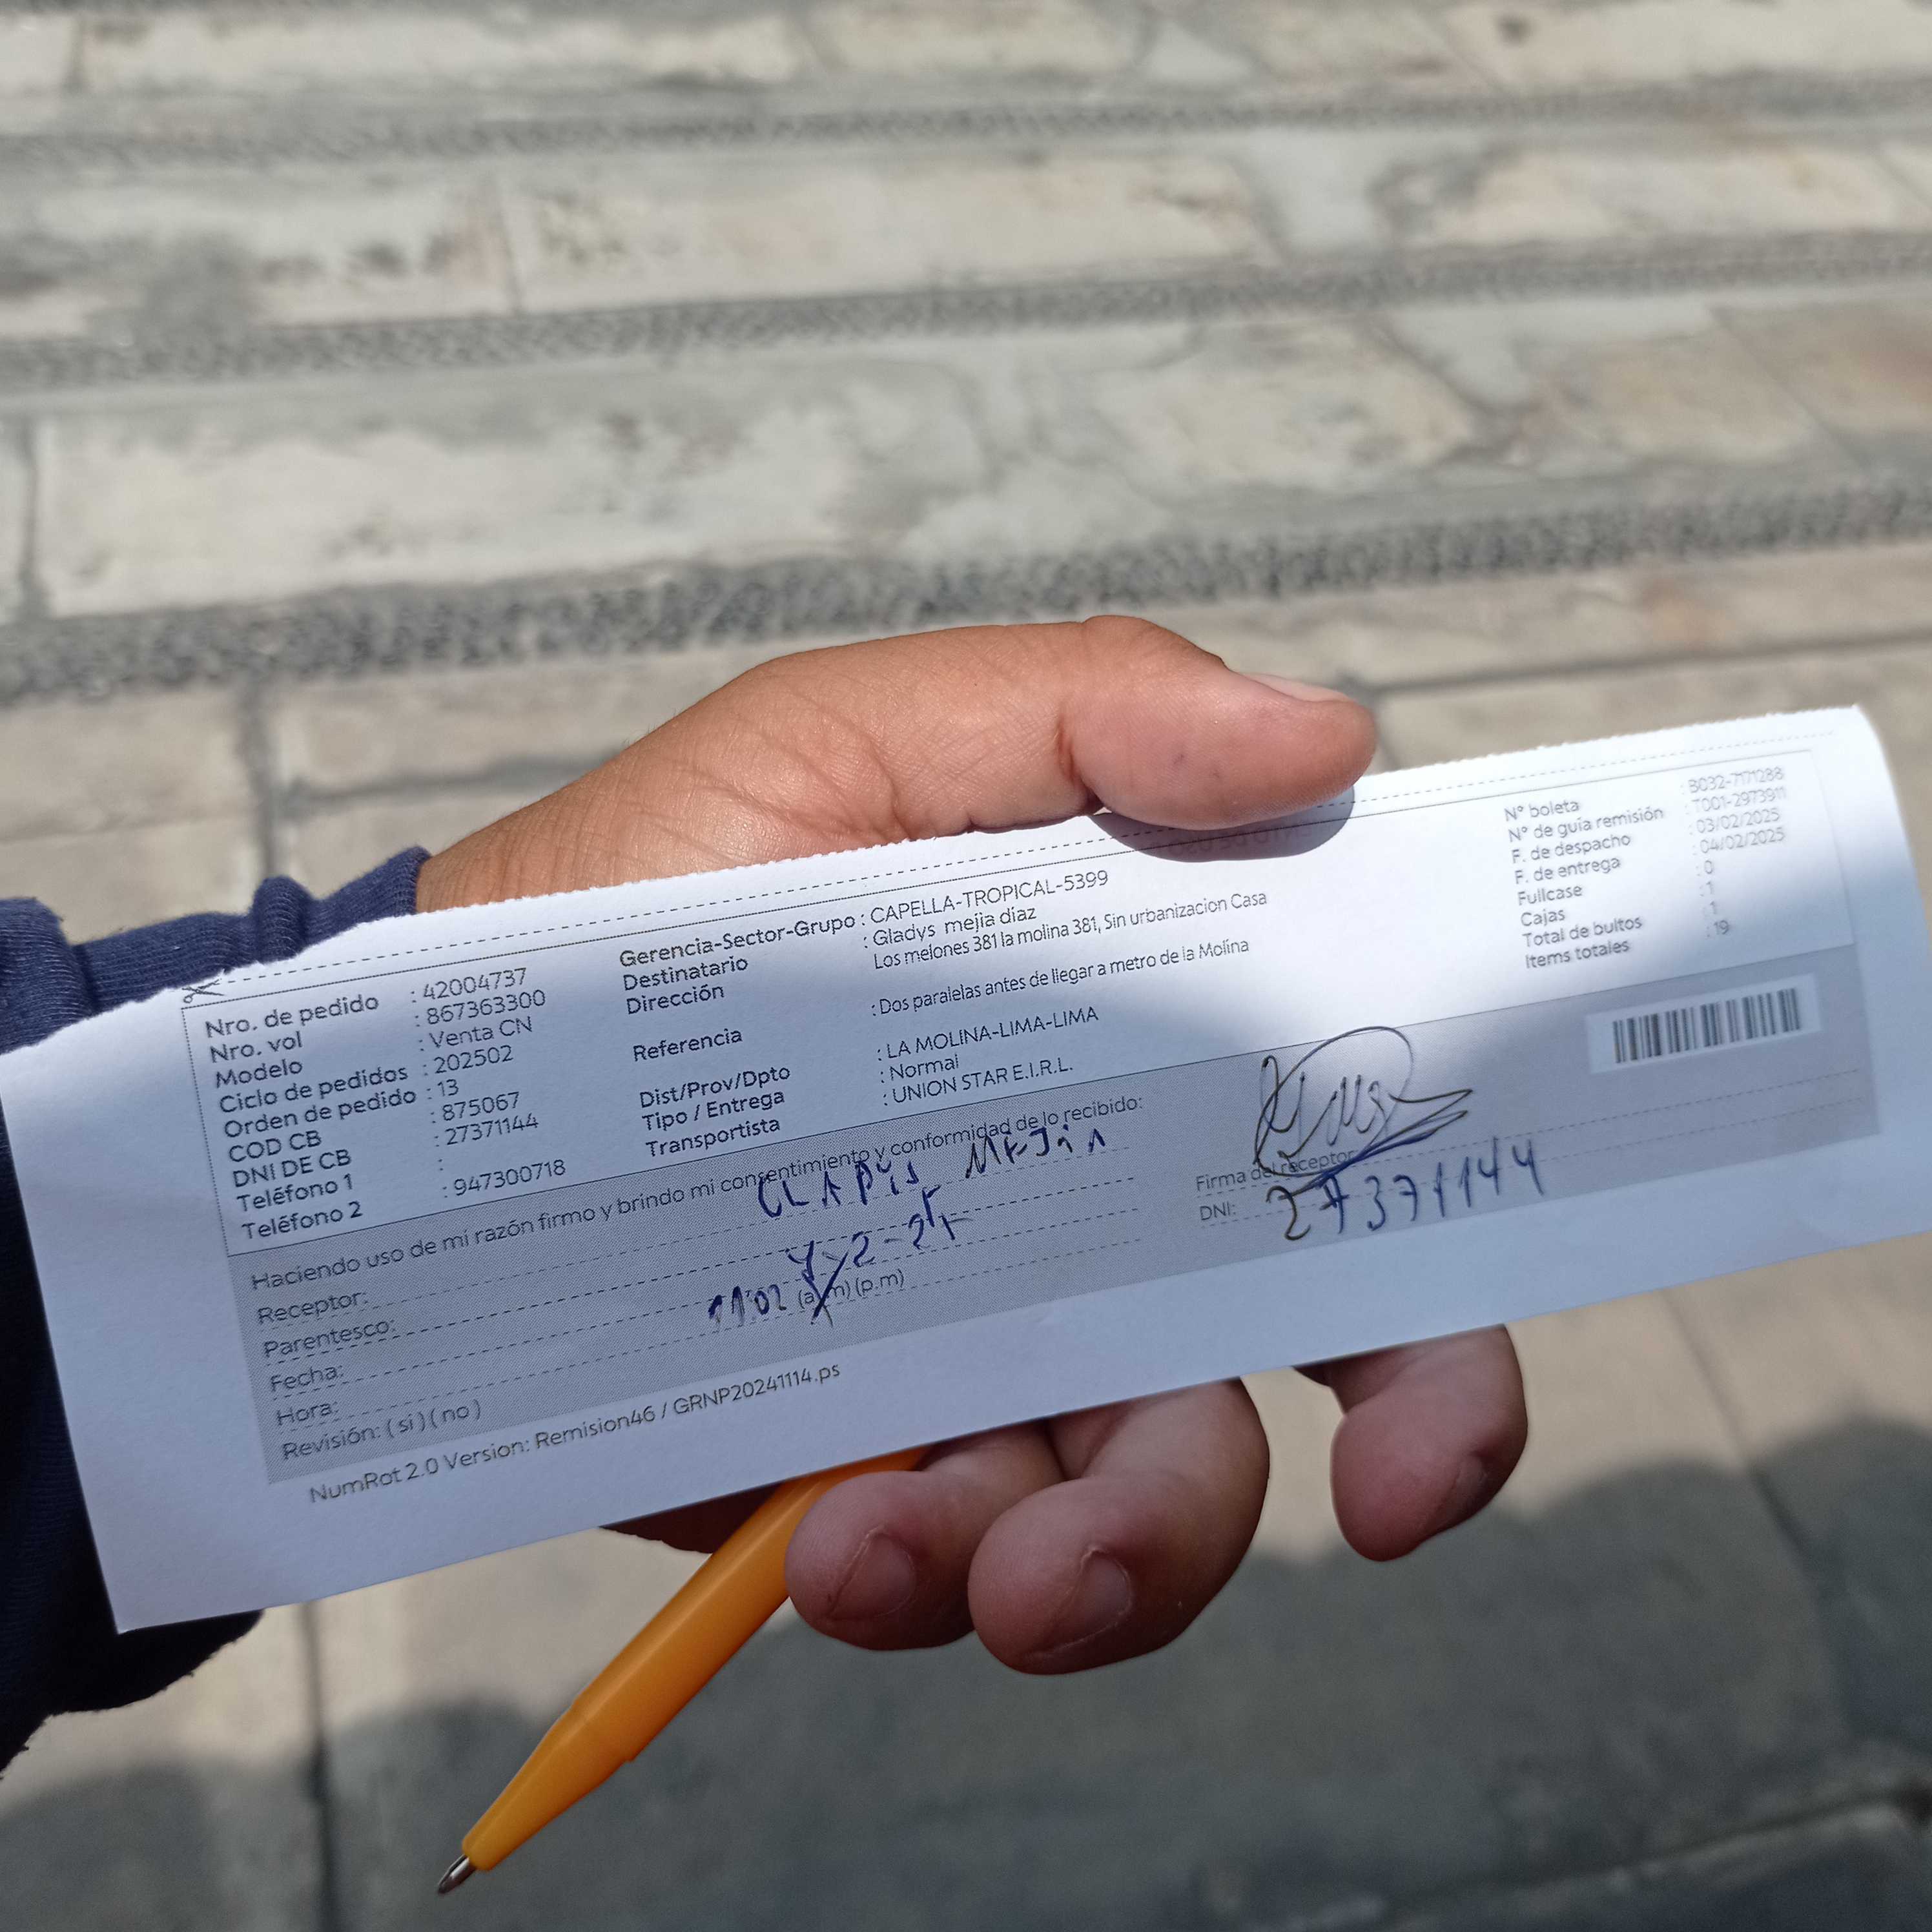 Nro. de pedido : 42004737
Nro. vol : 867363300
Modelo : Venta CN
Ciclo de pedidos : 202502
Orden de pedido : 13
COD CB : 875067
DNI DE CB : 27371144
Teléfono 1 :
Teléfono 2 : 947300718
Gerencia-Sector-Grupo : CAPELLA-TROPICAL-5399
Destinatario : Gladys mejia diaz
Dirección Los melones 381 la molina 381, Sin urbanizacion Casa
Referencia : Dos paralelas antes de llegar a metro de la Molina
Dist/Prov/Dpto : LA MOLINA-LIMA-LIMA
Tipo / Entrega : Normal
Transportista : UNION STAR E.I.R.L.
N° boleta : B032-7171288
N° de guía remisión : T001-2973911
F. de despacho : 03/02/2025
F. de entrega : 04/02/2025
Fullcase : 0
Cajas : 1
Total de bultos : 1
Items totales : 19
Haciendo uso de mi razón firmo y brindo mi consentimiento y conformidad de lo recibido:
Receptor: MEJIA
Parentesco:
Fecha:
Hora: 11:02 (a.m) (p.m)
Revisión: ( si ) ( no )
Firma del receptor
DNI: 27371144
NumRot 2.0 Version: Remision46 / GRNP20241114.ps